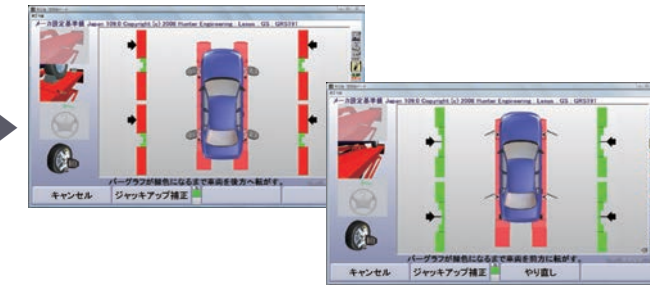 メーカ設定基準値 Japan 109.0 Copyright (c) 2008 Hunter Engineering : Lexus : GS : GRS191
バーグラフが緑色になるまで車両を後方へ転がす。
キャンセル ジャッキアップ補正
メーカ設定基準値 Japan 109.0 Copyright (c) 2008 Hunter Engineering : Lexus : GS : GRS191
バーグラフが緑色になるまで車両を前方に転がす。
キャンセル ジャッキアップ補正 やり直し